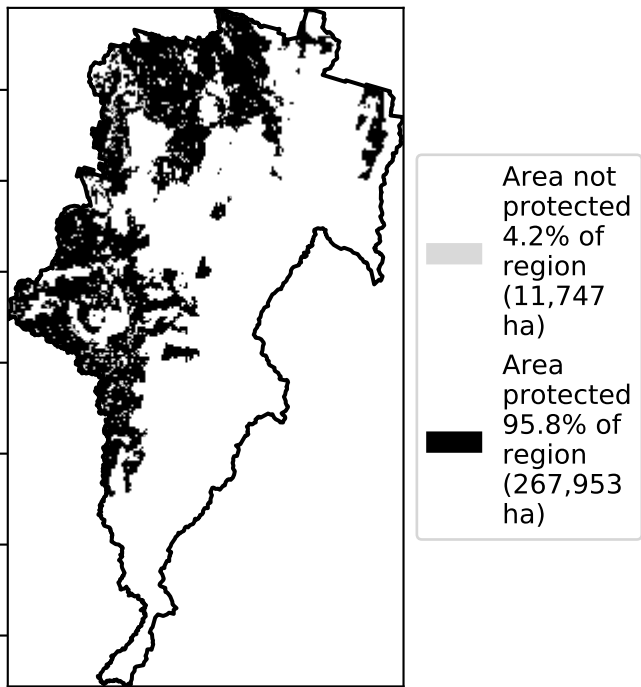 Area not
protected
4.2% of
region
(11,747
ha)
Area
protected
95.8% of
region
(267,953
ha)